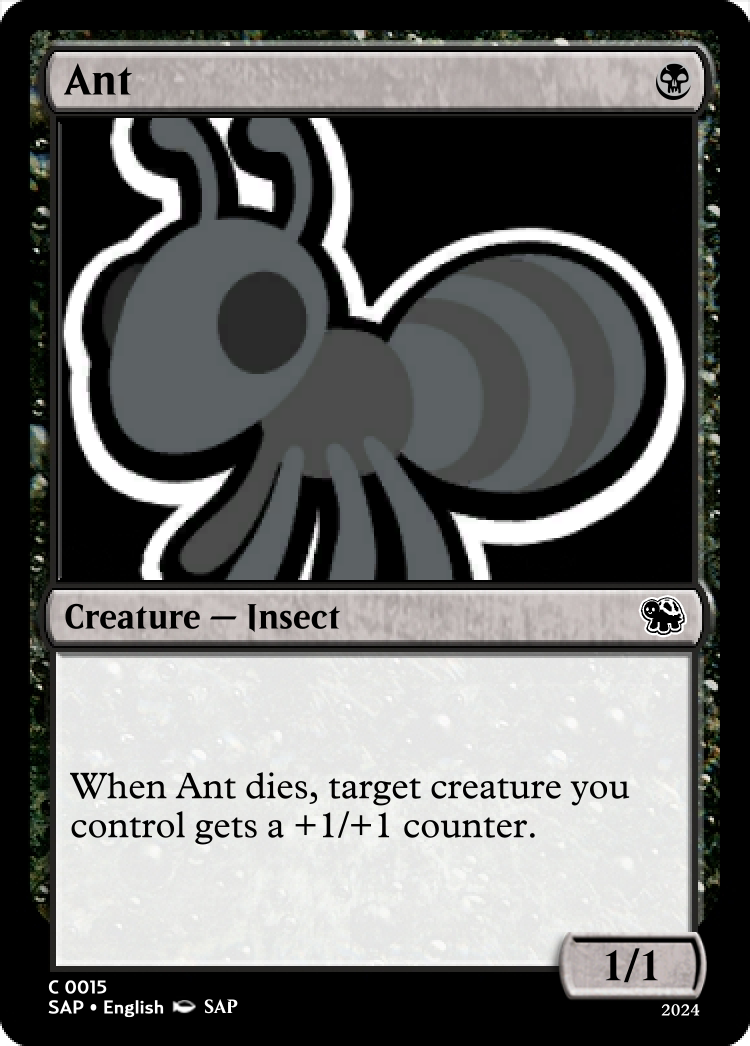 Ant
Creature — Insect
When Ant dies, target creature you
control gets a +1/+1 counter.
1/1
C 0015
SAP • English SAP
2024